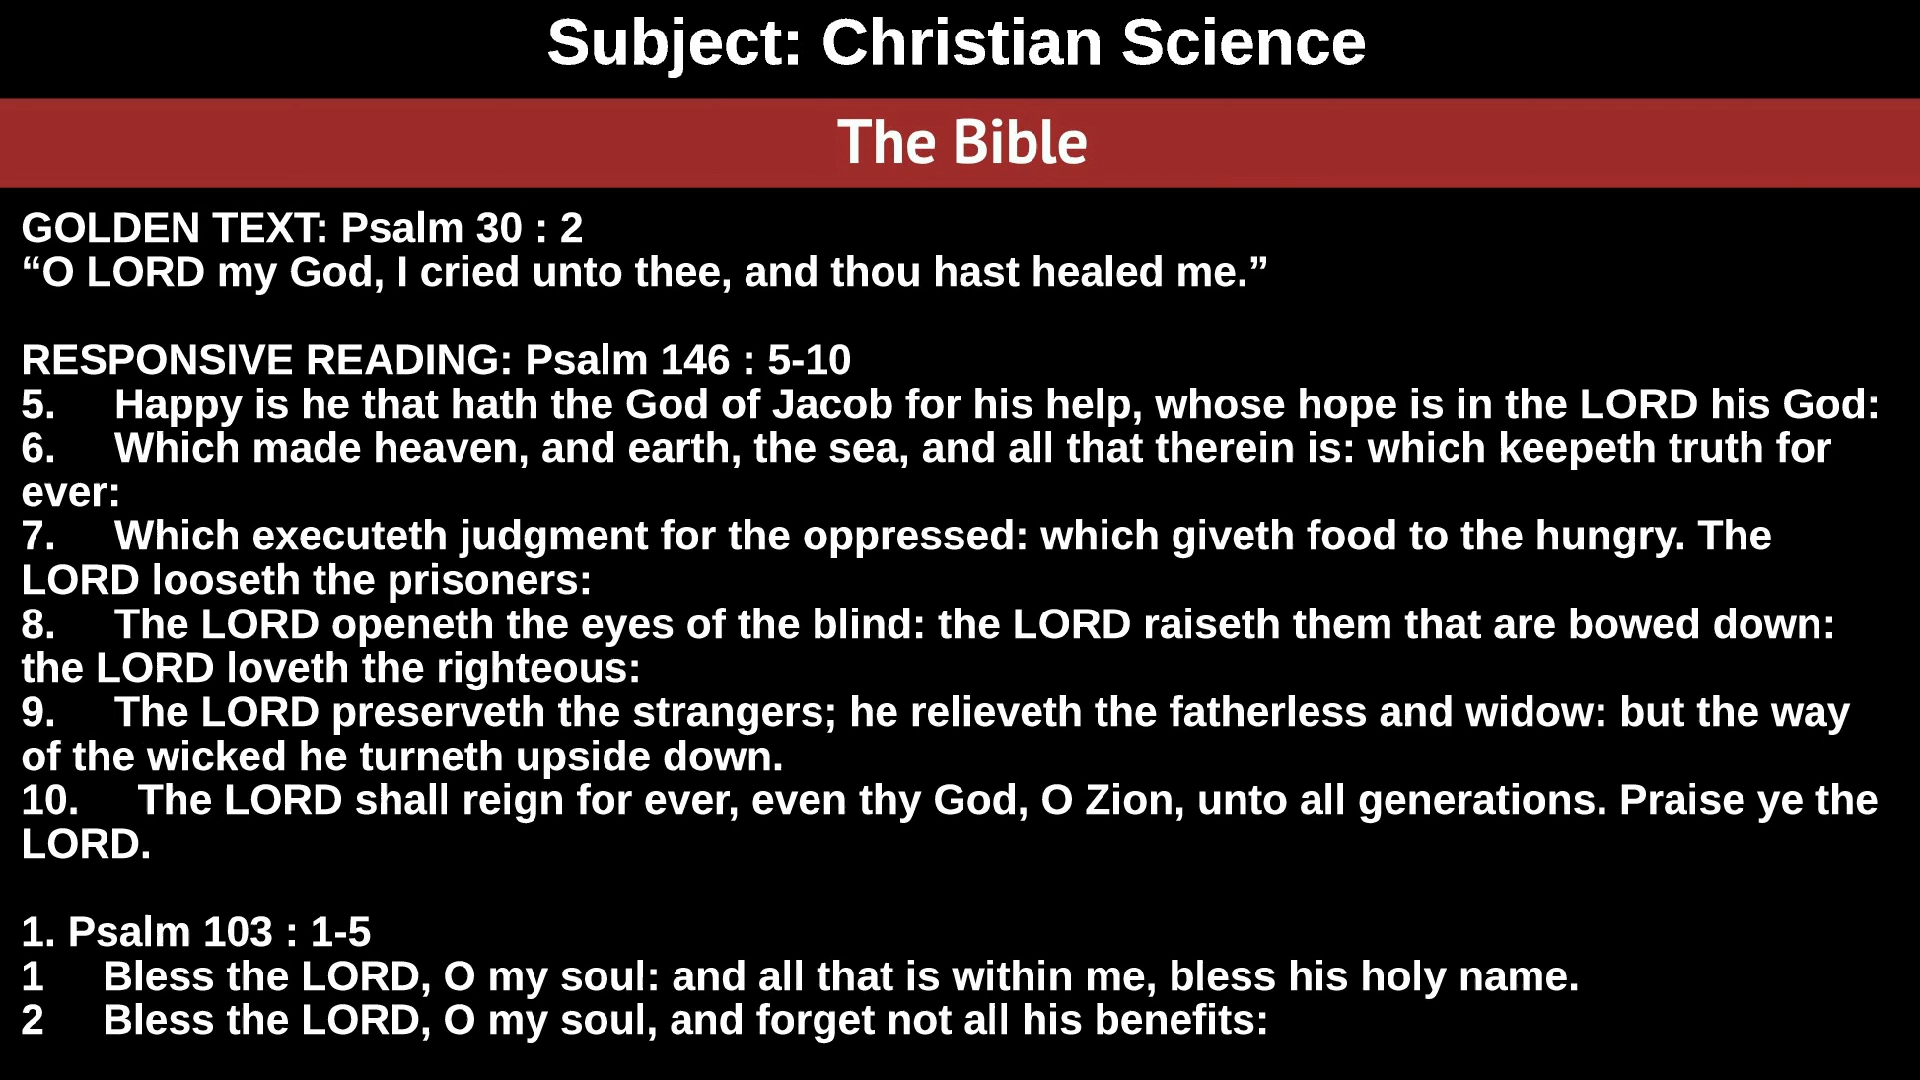 Subject: Christian Science
The Bible
GOLDEN TEXT: Psalm 30 : 2
“O LORD my God, I cried unto thee, and thou hast healed me.”
RESPONSIVE READING: Psalm 146 : 5-10
5. Happy is he that hath the God of Jacob for his help, whose hope is in the LORD his God:
6. Which made heaven, and earth, the sea, and all that therein is: which keepeth truth for
ever:
7. Which executeth judgment for the oppressed: which giveth food to the hungry. The
LORD looseth the prisoners:
8. The LORD openeth the eyes of the blind: the LORD raiseth them that are bowed down:
the LORD loveth the righteous:
9. The LORD preserveth the strangers; he relieveth the fatherless and widow: but the way
of the wicked he turneth upside down.
10. The LORD shall reign for ever, even thy God, O Zion, unto all generations. Praise ye the
LORD.
1. Psalm 103 : 1-5
1 Bless the LORD, O my soul: and all that is within me, bless his holy name.
2 Bless the LORD, O my soul, and forget not all his benefits: